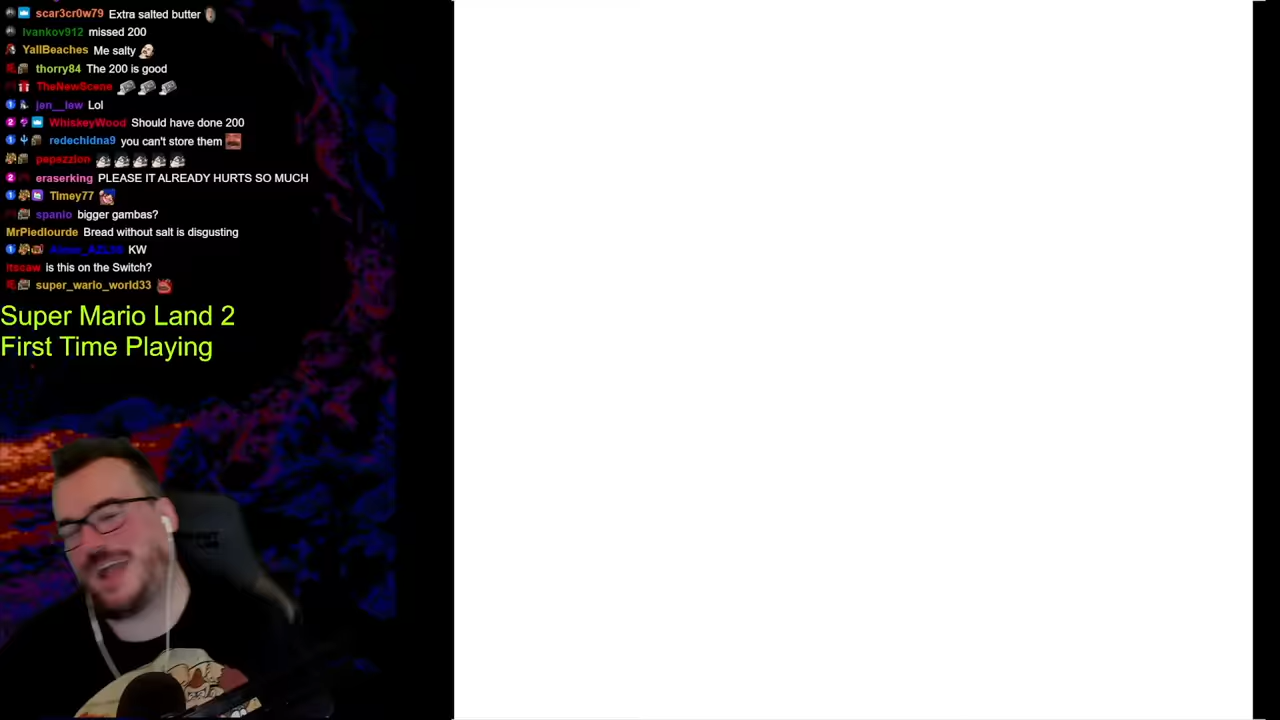 scar3cr0w79 Extra salted butter
Ivankov912 missed 200
YallBeaches Me salty
thorry84 The 200 is good
TheNewScene
jen__lew Lol
2 WhiskeyWood Should have done 200
redechidna9 you can't store them
pepezzion
2 eraserking PLEASE IT ALREADY HURTS SO MUCH
Timey77
spanio bigger gambas?
MrPiedlourde Bread without salt is disgusting
KW
itscaw is this on the Switch?
super_wario_world33
Super Mario Land 2
First Time Playing